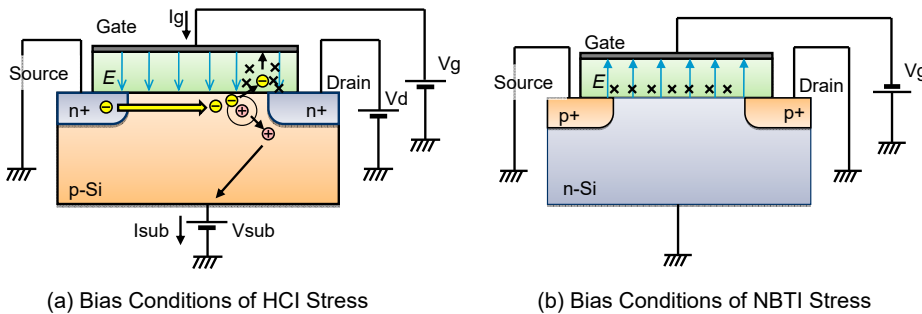 Ig
Gate
Source
E
Drain
Vg
Vd
n+
n+
p-Si
Isub
Vsub
(a) Bias Conditions of HCI Stress
Gate
Source
E
Drain
Vg
p+
p+
n-Si
(b) Bias Conditions of NBTI Stress